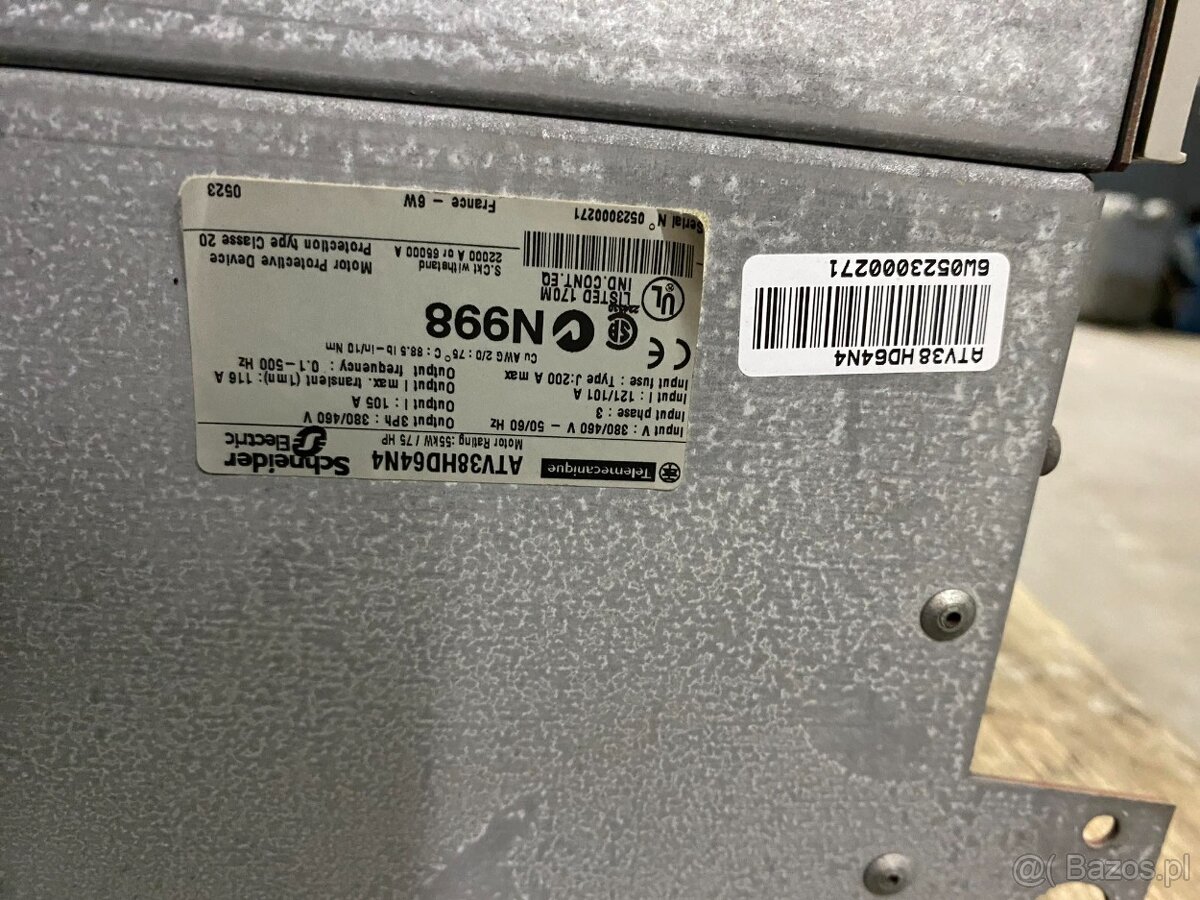 Telemecanique
ATV38HD64N4
Schneider
Electric
Motor Rating :55kW / 75 HP
Input V : 380/460 V - 50/60 Hz
Output 3Ph : 380/460 V
Input phase : 3
Output I : 105 A
Input I : 121/101 A
Output I max. transient (1mn): 116 A
Input fuse : Type J:200 A max
Output frequency : 0.1-500 Hz
Cu AWG 2/0 : 75° C : 88.5 lb-in/10 Nm
CE
N998
UL
LISTED 170M
IND.CONT.EQ
S.Ckt withstand
22000 A or 65000 A
Motor Protective Device
Protection type Classe 20
Serial N° 0523000271
France - 6W
0523
ATV38HD64N4
6W0523000271
@( Bazos.pl